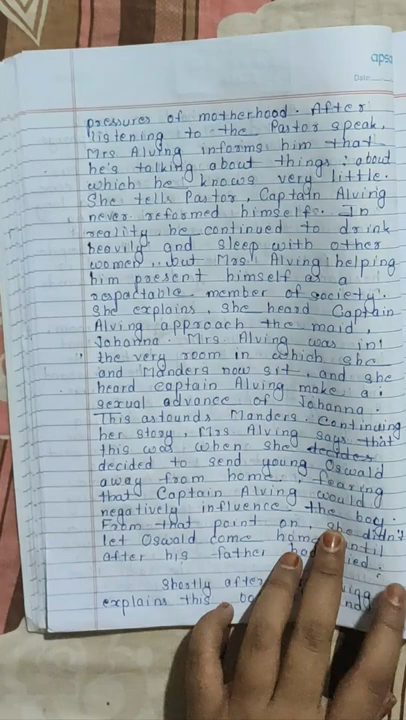 apsa
Date:
pressures of motherhood. After
listening to the Pastor speak,
Mrs Alving informs him that
he's talking about things : about
which he knows very little.
She tells Pastor, Captain Alving
never reformed himself. In
reality he continued to drink
heavily and sleep with other
women, but Mrs Alving helping
him present himself as a
respactable member of society.
She explains, she heard Captain
Alving approach the maid,
Johanna. Mrs. Alving was in
the very room in which she
and Manders now sit, and she
heard captain Alving make a
sexual advance of Johanna.
This astounds Manders. Continuing
her story, Mrs Alving says that
this was when she decides
decided to send young Oswald
away from home, fearing
that Captain Alving would
negatively influence the boy.
From that point on, she didn't
let Oswald come home until
after his father had died.
Shortly after
explains this